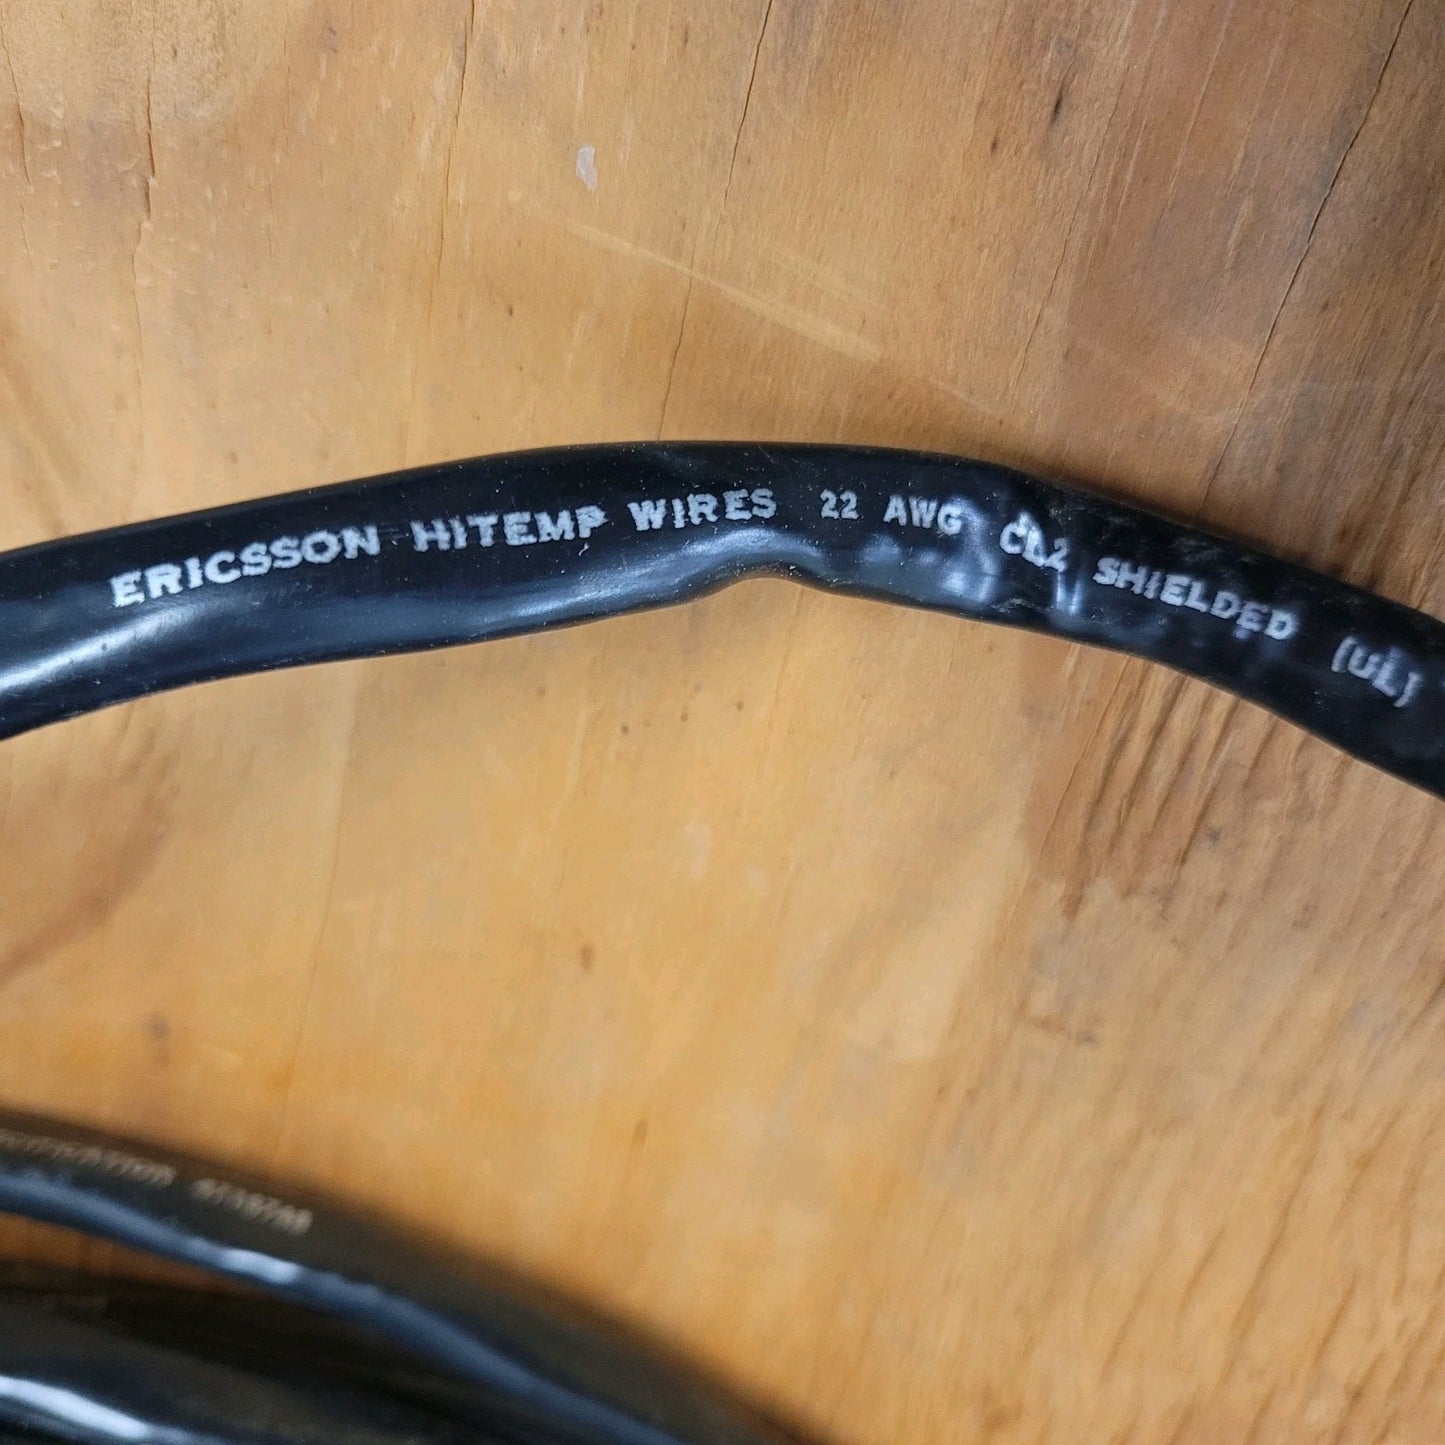 ERICSSON HITEMP WIRES 22 AWG CL2 SHIELDED (UL)